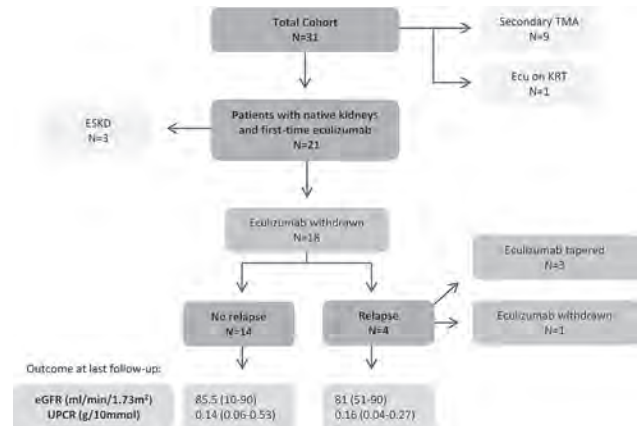 Total Cohort
N=31
Secondary TMA
N=9
Ecu on KRT
N=1
ESKD
N=3
Patients with native kidneys
and first-time eculizumab
N=21
Eculizumab withdrawn
N=18
Eculizumab tapered
N=3
No relapse
N=14
Relapse
N=4
Eculizumab withdrawn
N=1
Outcome at last follow-up:
eGFR (ml/min/1.73m²) 85.5 (10-90) 81 (51-90)
UPCR (g/10mmol) 0.14 (0.06-0.53) 0.16 (0.04-0.27)